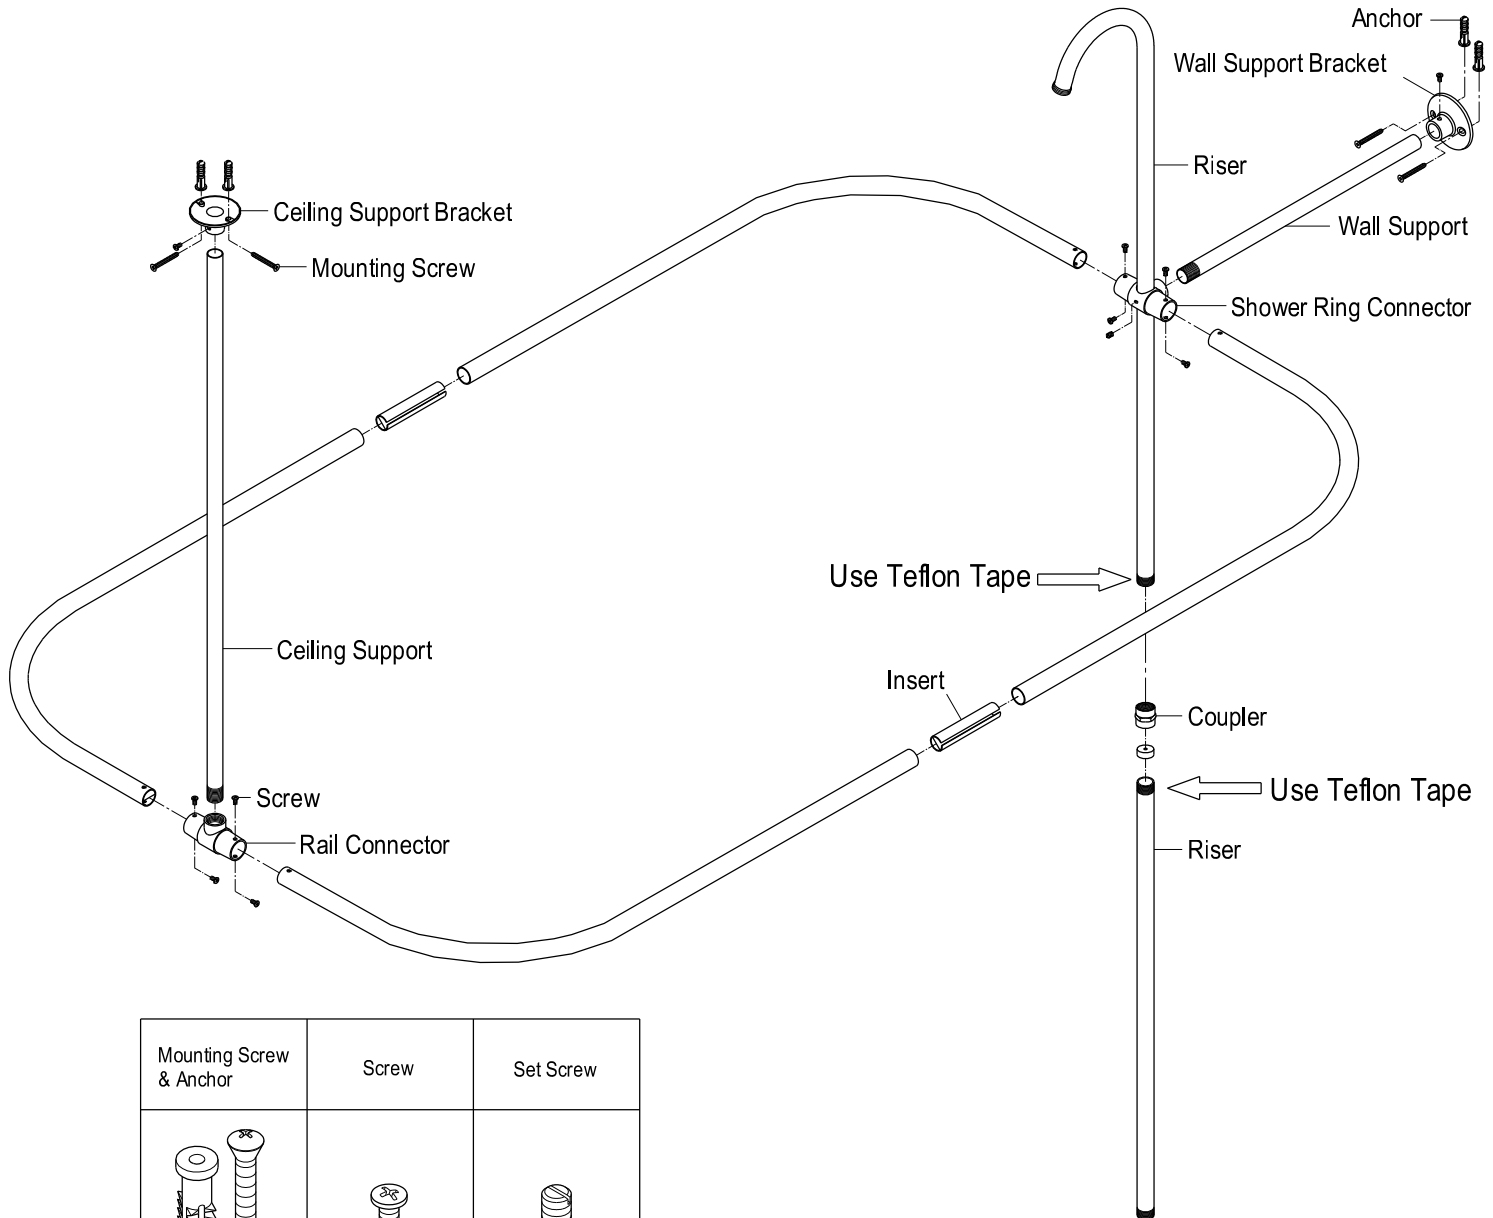 Anchor
Wall Support Bracket
Riser
Ceiling Support Bracket
Wall Support
Mounting Screw
Shower Ring Connector
Use Teflon Tape
Ceiling Support
Insert
Coupler
Use Teflon Tape
Screw
Rail Connector
Riser
Mounting Screw
& Anchor
Screw
Set Screw